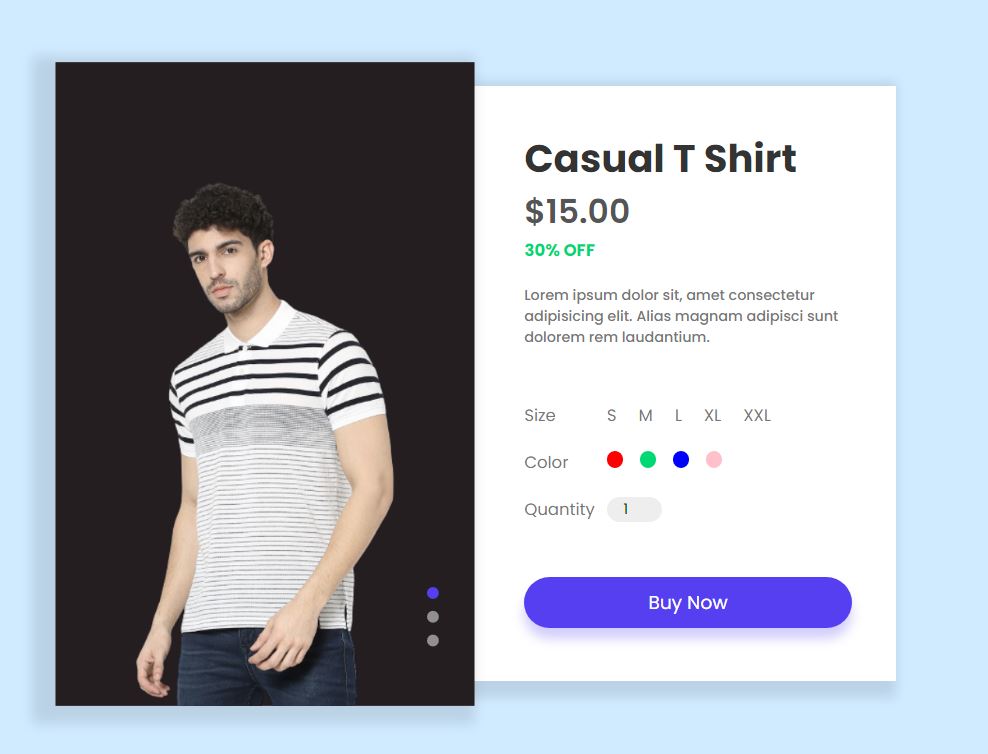 Casual T Shirt
$15.00
30% OFF
Lorem ipsum dolor sit, amet consectetur
adipisicing elit. Alias magnam adipisci sunt
dolorem rem laudantium.
Size S M L XL XXL
Color
Quantity 1
Buy Now